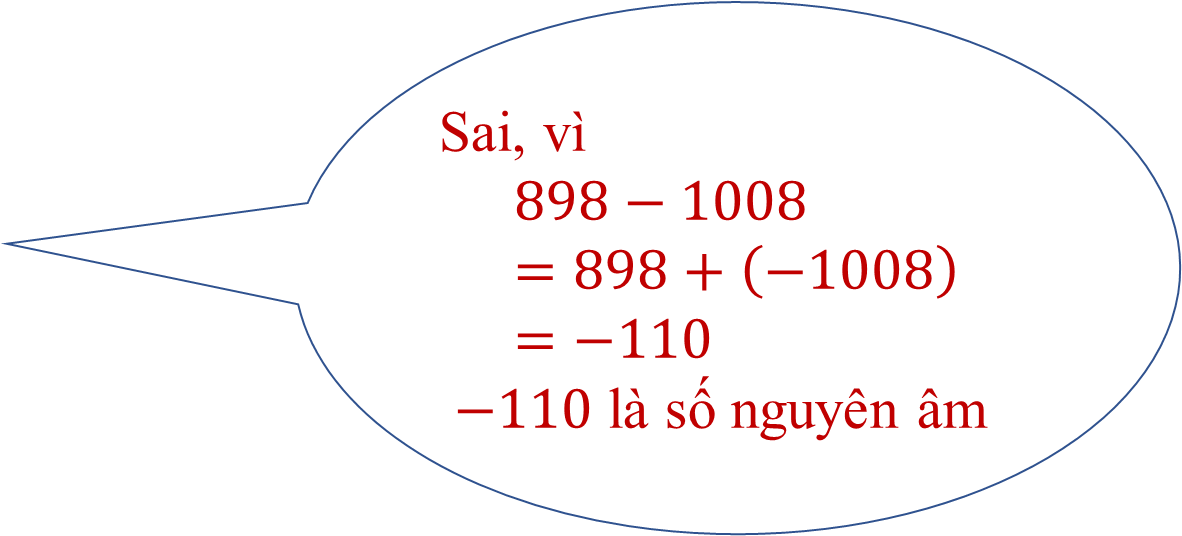 Sai, vì
898 − 1008
= 898 + (−1008)
= −110
−110 là số nguyên âm